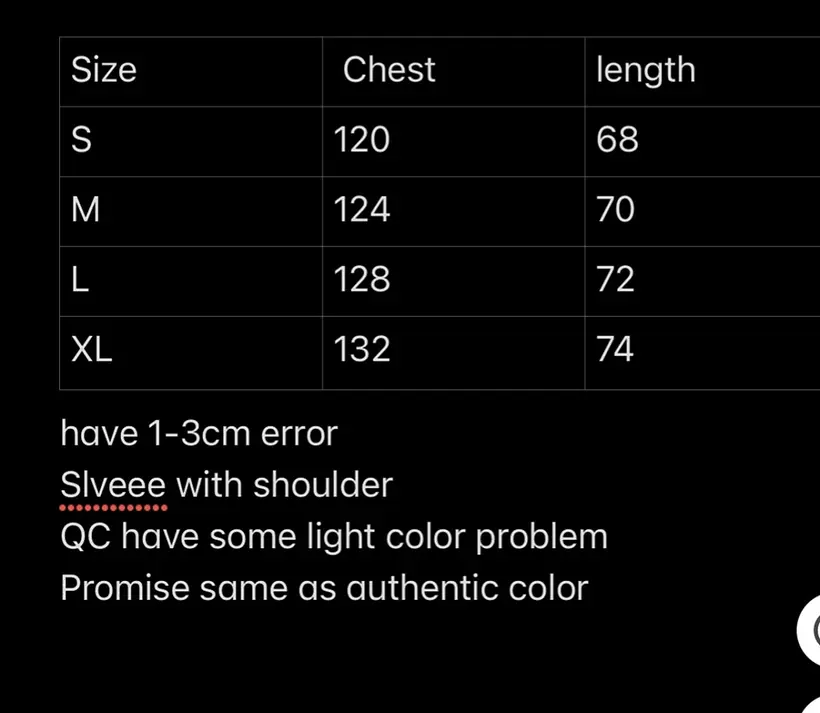 Size Chest length
S 120 68
M 124 70
L 128 72
XL 132 74
have 1-3cm error
Slveee with shoulder
QC have some light color problem
Promise same as authentic color